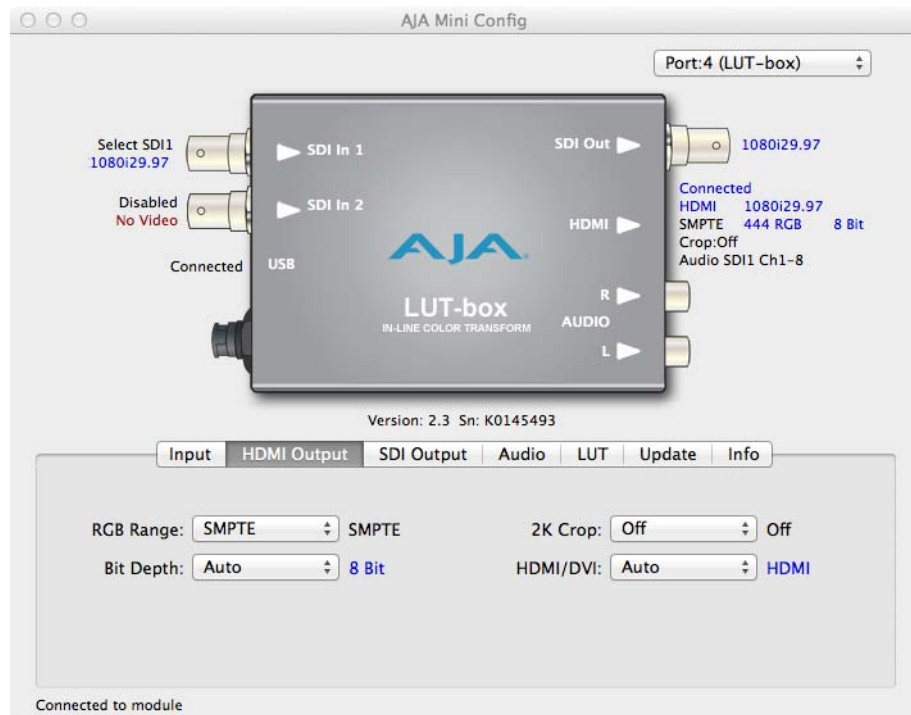 AJA Mini Config
Port:4 (LUT-box)
Select SDI1
1080i29.97
SDI In 1
SDI Out
1080i29.97
Disabled
No Video
SDI In 2
Connected
HDMI 1080i29.97
SMPTE 444 RGB 8 Bit
Crop:Off
Audio SDI1 Ch1-8
HDMI
Connected
USB
AJA
LUT-box
IN-LINE COLOR TRANSFORM
R
AUDIO
L
Version: 2.3 Sn: K0145493
Input HDMI Output SDI Output Audio LUT Update Info
RGB Range: SMPTE SMPTE 2K Crop: Off Off
Bit Depth: Auto 8 Bit HDMI/DVI: Auto HDMI
Connected to module